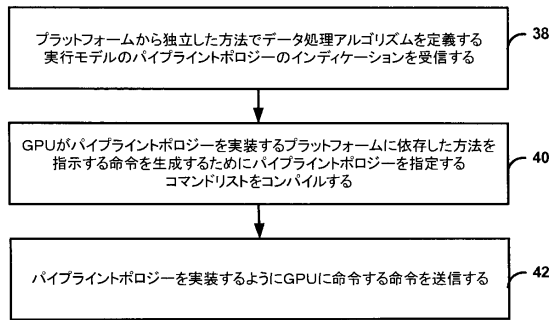 プラットフォームから独立した方法でデータ処理アルゴリズムを定義する
実行モデルのパイプライントポロジーのインディケーションを受信する
38
GPUがパイプライントポロジーを実装するプラットフォームに依存した方法を
指示する命令を生成するためにパイプライントポロジーを指定する
コマンドリストをコンパイルする
40
パイプライントポロジーを実装するようにGPUに命令する命令を送信する
42